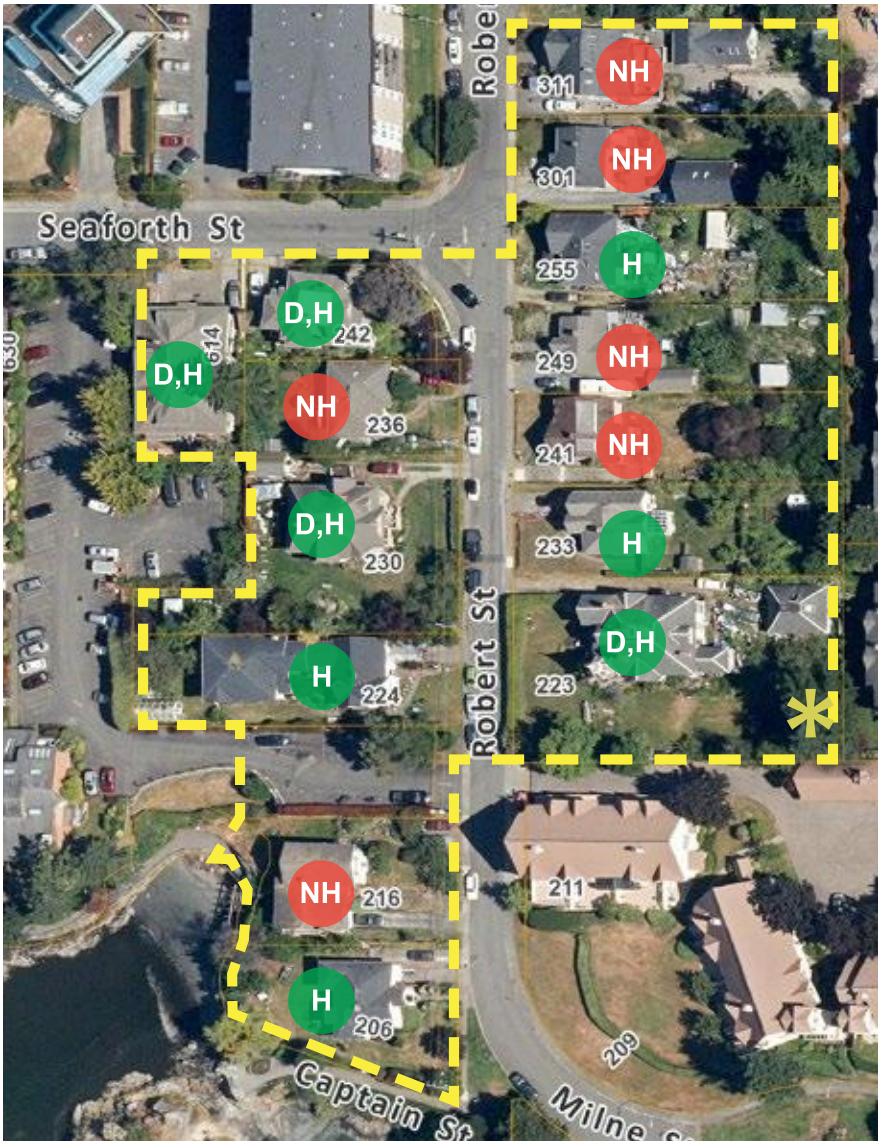 Robert
311
NH
NH
301
Seaforth St
H
255
D,H
242
614
630
NH
249
D,H
NH
236
NH
241
D,H
H
233
230
D,H
Robert St
H
224
223
*
NH
216
211
H
206
209
Captain St
Milne St